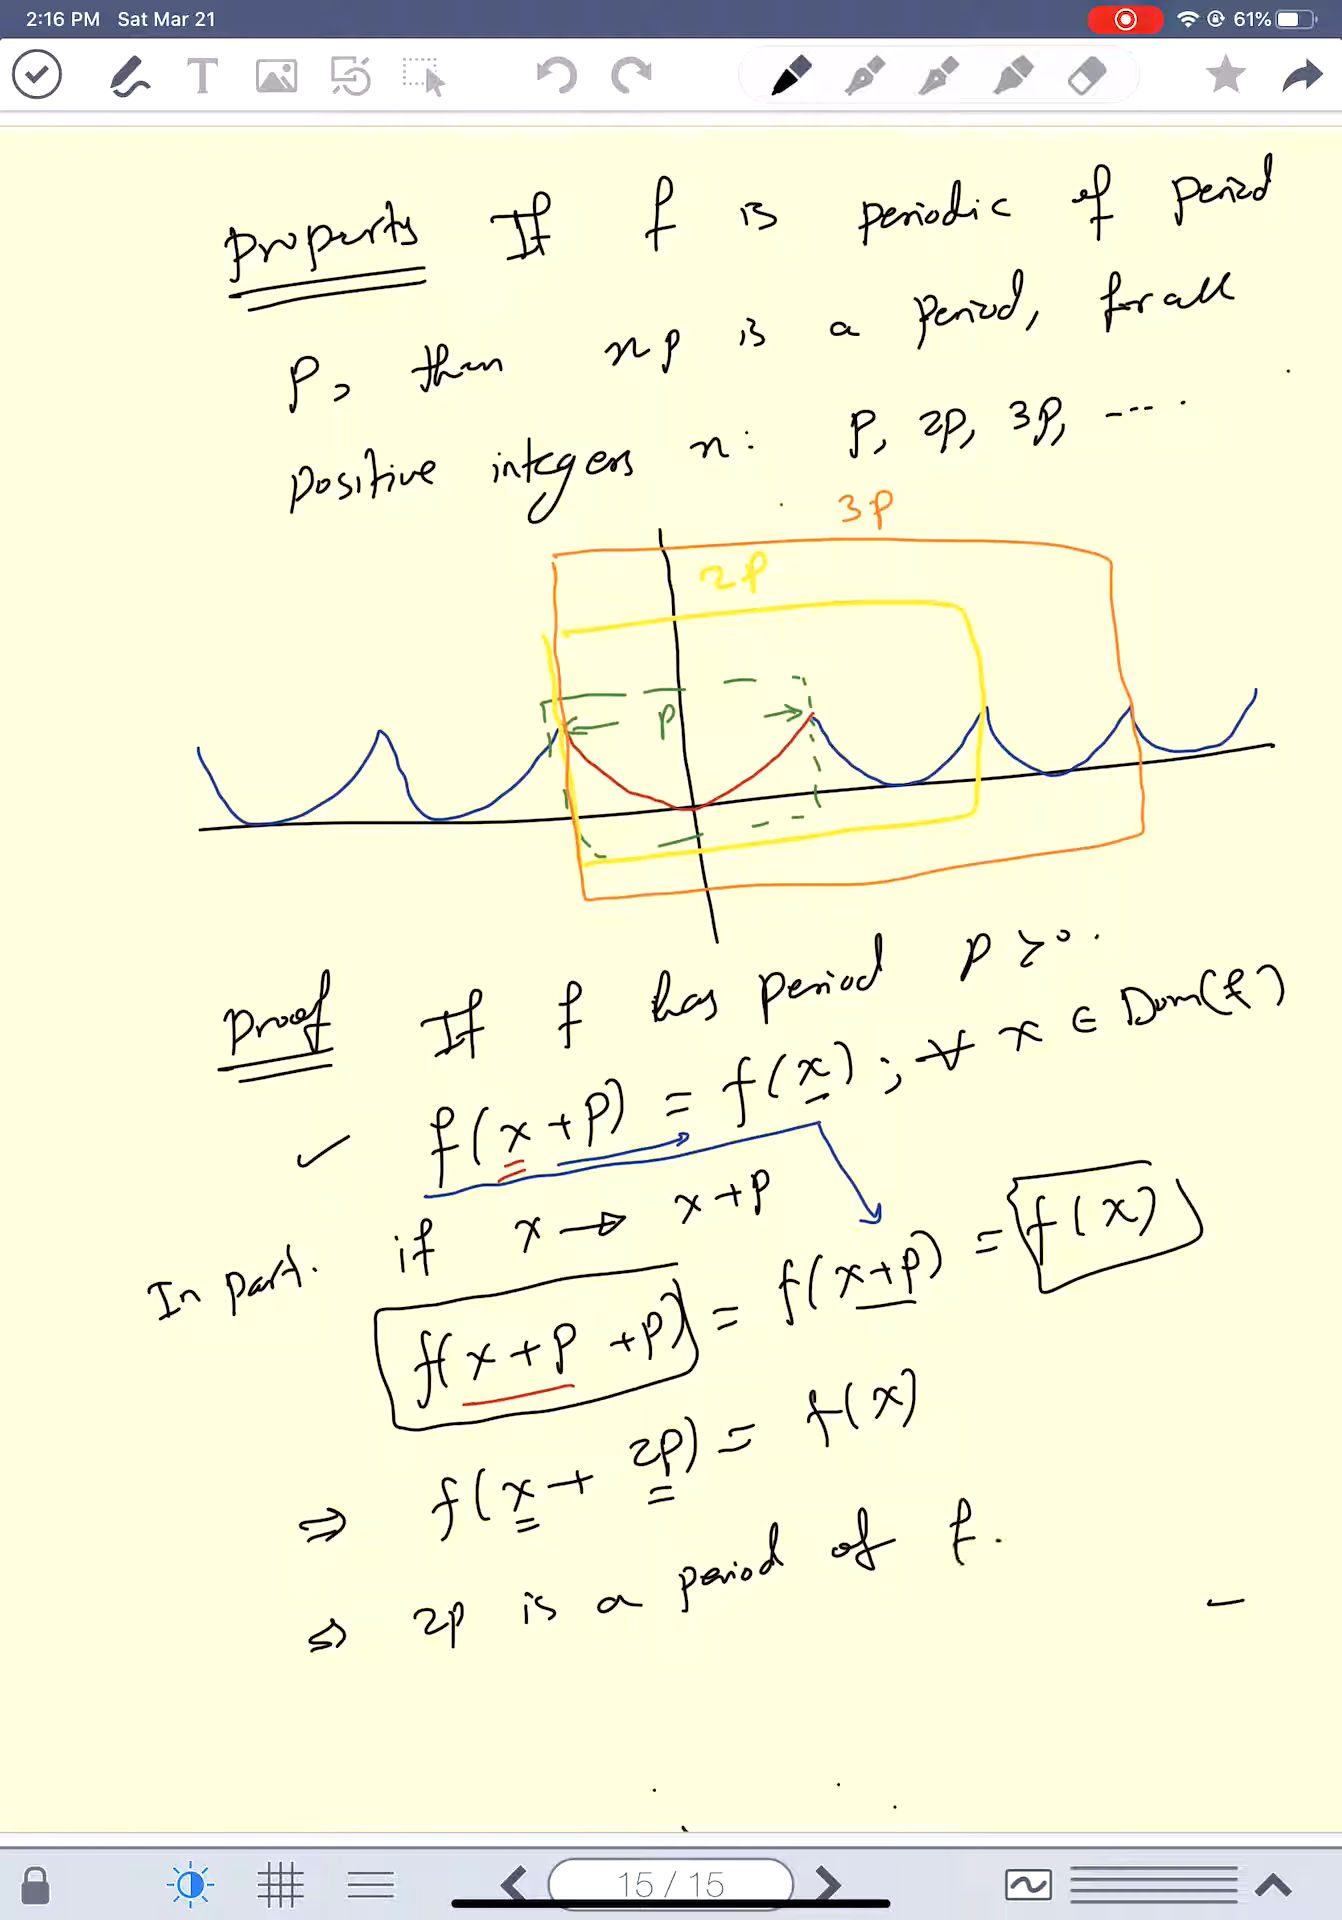 2:16 PM Sat Mar 21
61%
T
Property If f is periodic of period
P, then np is a period, for all
positive integers n: P, 2P, 3P, ....
3P
2P
P
Proof If f has period P > 0.
f(x+P) = f(x); ∀ x ∈ Dom(f)
In part. if x → x+P
f(x+P+P) = f(x+P) = f(x)
⇒ f(x+2P) = f(x)
⇒ 2P is a period of f.
15 / 15